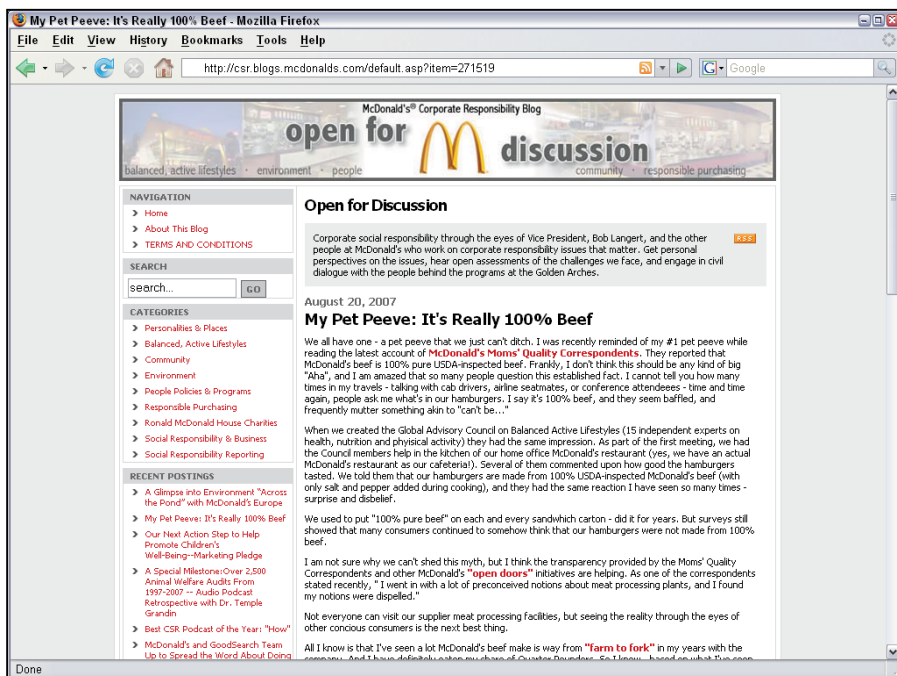 My Pet Peeve: It's Really 100% Beef - Mozilla Firefox
File Edit View History Bookmarks Tools Help
http://csr.blogs.mcdonalds.com/default.asp?item=271519
G Google
McDonald's® Corporate Responsibility Blog
open for discussion
balanced, active lifestyles · environment · people
community · responsible purchasing
NAVIGATION
Home
About This Blog
TERMS AND CONDITIONS
SEARCH
search... GO
CATEGORIES
Personalities & Places
Balanced, Active Lifestyles
Community
Environment
People Policies & Programs
Responsible Purchasing
Ronald McDonald House Charities
Social Responsibility & Business
Social Responsibility Reporting
RECENT POSTINGS
A Glimpse into Environment "Across
the Pond" with McDonald's Europe
My Pet Peeve: It's Really 100% Beef
Our Next Action Step to Help
Promote Children's
Well-Being--Marketing Pledge
A Special Milestone:Over 2,500
Animal Welfare Audits From
1997-2007 -- Audio Podcast
Retrospective with Dr. Temple
Grandin
Best CSR Podcast of the Year: "How"
McDonald's and GoodSearch Team
Up to Spread the Word About Doing
Open for Discussion
Corporate social responsibility through the eyes of Vice President, Bob Langert, and the other
people at McDonald's who work on corporate responsibility issues that matter. Get personal
perspectives on the issues, hear open assessments of the challenges we face, and engage in civil
dialogue with the people behind the programs at the Golden Arches.
RSS
August 20, 2007
My Pet Peeve: It's Really 100% Beef
We all have one - a pet peeve that we just can't ditch. I was recently reminded of my #1 pet peeve while
reading the latest account of McDonald's Moms' Quality Correspondents. They reported that
McDonald's beef is 100% pure USDA-inspected beef. Frankly, I don't think this should be any kind of big
"Aha", and I am amazed that so many people question this established fact. I cannot tell you how many
times in my travels - talking with cab drivers, airline seatmates, or conference attendeees - time and time
again, people ask me what's in our hamburgers. I say it's 100% beef, and they seem baffled, and
frequently mutter something akin to "can't be..."
When we created the Global Advisory Council on Balanced Active Lifestyles (15 independent experts on
health, nutrition and phyisical activity) they had the same impression. As part of the first meeting, we had
the Council members help in the kitchen of our home office McDonald's restaurant (yes, we have an actual
McDonald's restaurant as our cafeteria!). Several of them commented upon how good the hamburgers
tasted. We told them that our hamburgers are made from 100% USDA-inspected McDonald's beef (with
only salt and pepper added during cooking), and they had the same reaction I have seen so many times -
surprise and disbelief.
We used to put "100% pure beef" on each and every sandwhich carton - did it for years. But surveys still
showed that many consumers continued to somehow think that our hamburgers were not made from 100%
beef.
I am not sure why we can't shed this myth, but I think the transparency provided by the Moms' Quality
Correspondents and other McDonald's "open doors" initiatives are helping. As one of the correspondents
stated recently, " I went in with a lot of preconceived notions about meat processing plants, and I found
my notions were dispelled."
Not everyone can visit our supplier meat processing facilities, but seeing the reality through the eyes of
other concious consumers is the next best thing.
All I know is that I've seen a lot McDonald's beef make is way from "farm to fork" in my years with the
company. And I have definitely eaten my share of Quarter Pounders. So I know, based on what I've seen
Done